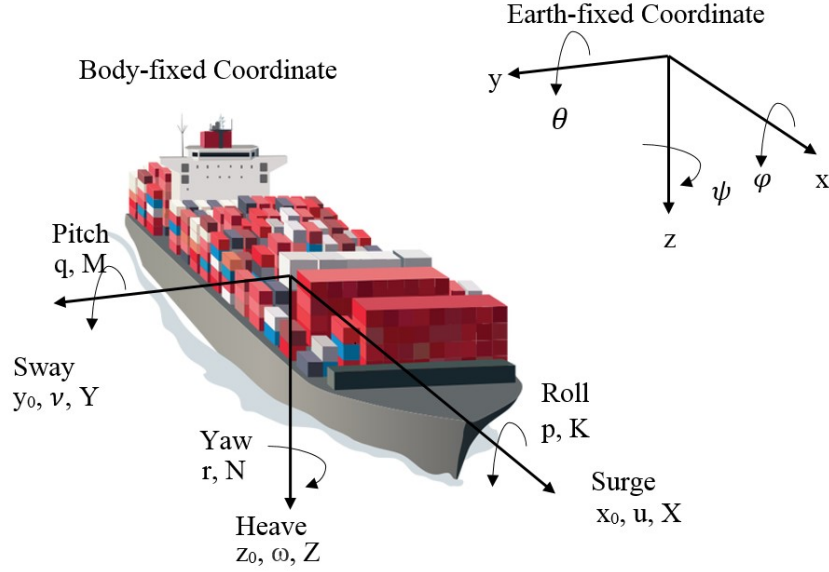 Earth-fixed Coordinate
Body-fixed Coordinate
y
θ
ψ
φ
x
z
Pitch
q, M
Sway
y₀, ν, Y
Yaw
r, N
Heave
z₀, ω, Z
Roll
p, K
Surge
x₀, u, X